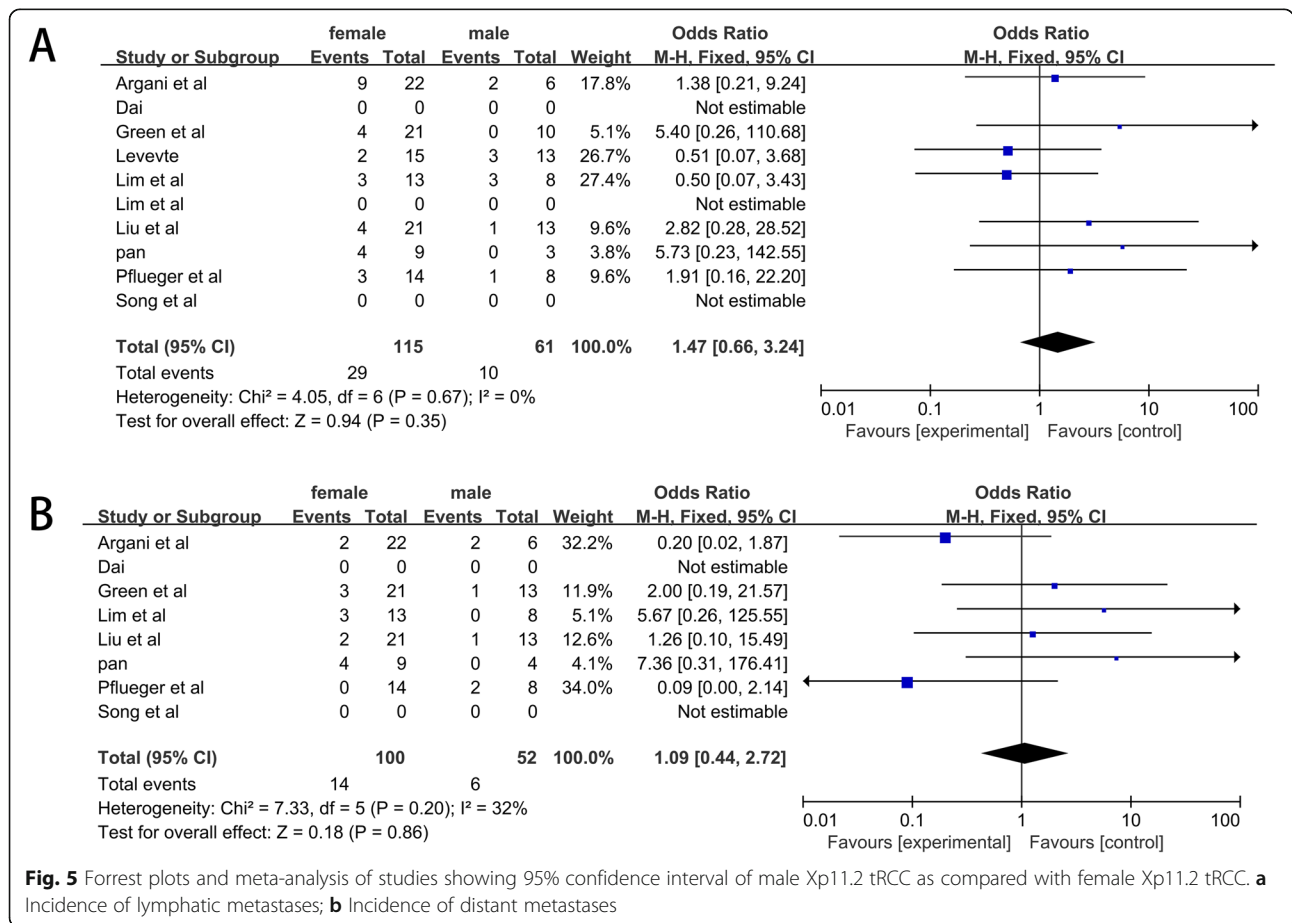 A
female male Odds Ratio Odds Ratio
Study or Subgroup Events Total Events Total Weight M-H, Fixed, 95% CI M-H, Fixed, 95% CI
Argani et al 9 22 2 6 17.8% 1.38 [0.21, 9.24]
Dai 0 0 0 0 Not estimable
Green et al 4 21 0 10 5.1% 5.40 [0.26, 110.68]
Levevte 2 15 3 13 26.7% 0.51 [0.07, 3.68]
Lim et al 3 13 3 8 27.4% 0.50 [0.07, 3.43]
Lim et al 0 0 0 0 Not estimable
Liu et al 4 21 1 13 9.6% 2.82 [0.28, 28.52]
pan 4 9 0 3 3.8% 5.73 [0.23, 142.55]
Pflueger et al 3 14 1 8 9.6% 1.91 [0.16, 22.20]
Song et al 0 0 0 0 Not estimable
Total (95% CI) 115 61 100.0% 1.47 [0.66, 3.24]
Total events 29 10
Heterogeneity: Chi² = 4.05, df = 6 (P = 0.67); I² = 0%
Test for overall effect: Z = 0.94 (P = 0.35)
0.01 0.1 1 10 100
Favours [experimental] Favours [control]
B
female male Odds Ratio Odds Ratio
Study or Subgroup Events Total Events Total Weight M-H, Fixed, 95% CI M-H, Fixed, 95% CI
Argani et al 2 22 2 6 32.2% 0.20 [0.02, 1.87]
Dai 0 0 0 0 Not estimable
Green et al 3 21 1 13 11.9% 2.00 [0.19, 21.57]
Lim et al 3 13 0 8 5.1% 5.67 [0.26, 125.55]
Liu et al 2 21 1 13 12.6% 1.26 [0.10, 15.49]
pan 4 9 0 4 4.1% 7.36 [0.31, 176.41]
Pflueger et al 0 14 2 8 34.0% 0.09 [0.00, 2.14]
Song et al 0 0 0 0 Not estimable
Total (95% CI) 100 52 100.0% 1.09 [0.44, 2.72]
Total events 14 6
Heterogeneity: Chi² = 7.33, df = 5 (P = 0.20); I² = 32%
Test for overall effect: Z = 0.18 (P = 0.86)
0.01 0.1 1 10 100
Favours [experimental] Favours [control]
Fig. 5 Forrest plots and meta-analysis of studies showing 95% confidence interval of male Xp11.2 tRCC as compared with female Xp11.2 tRCC. a
Incidence of lymphatic metastases; b Incidence of distant metastases